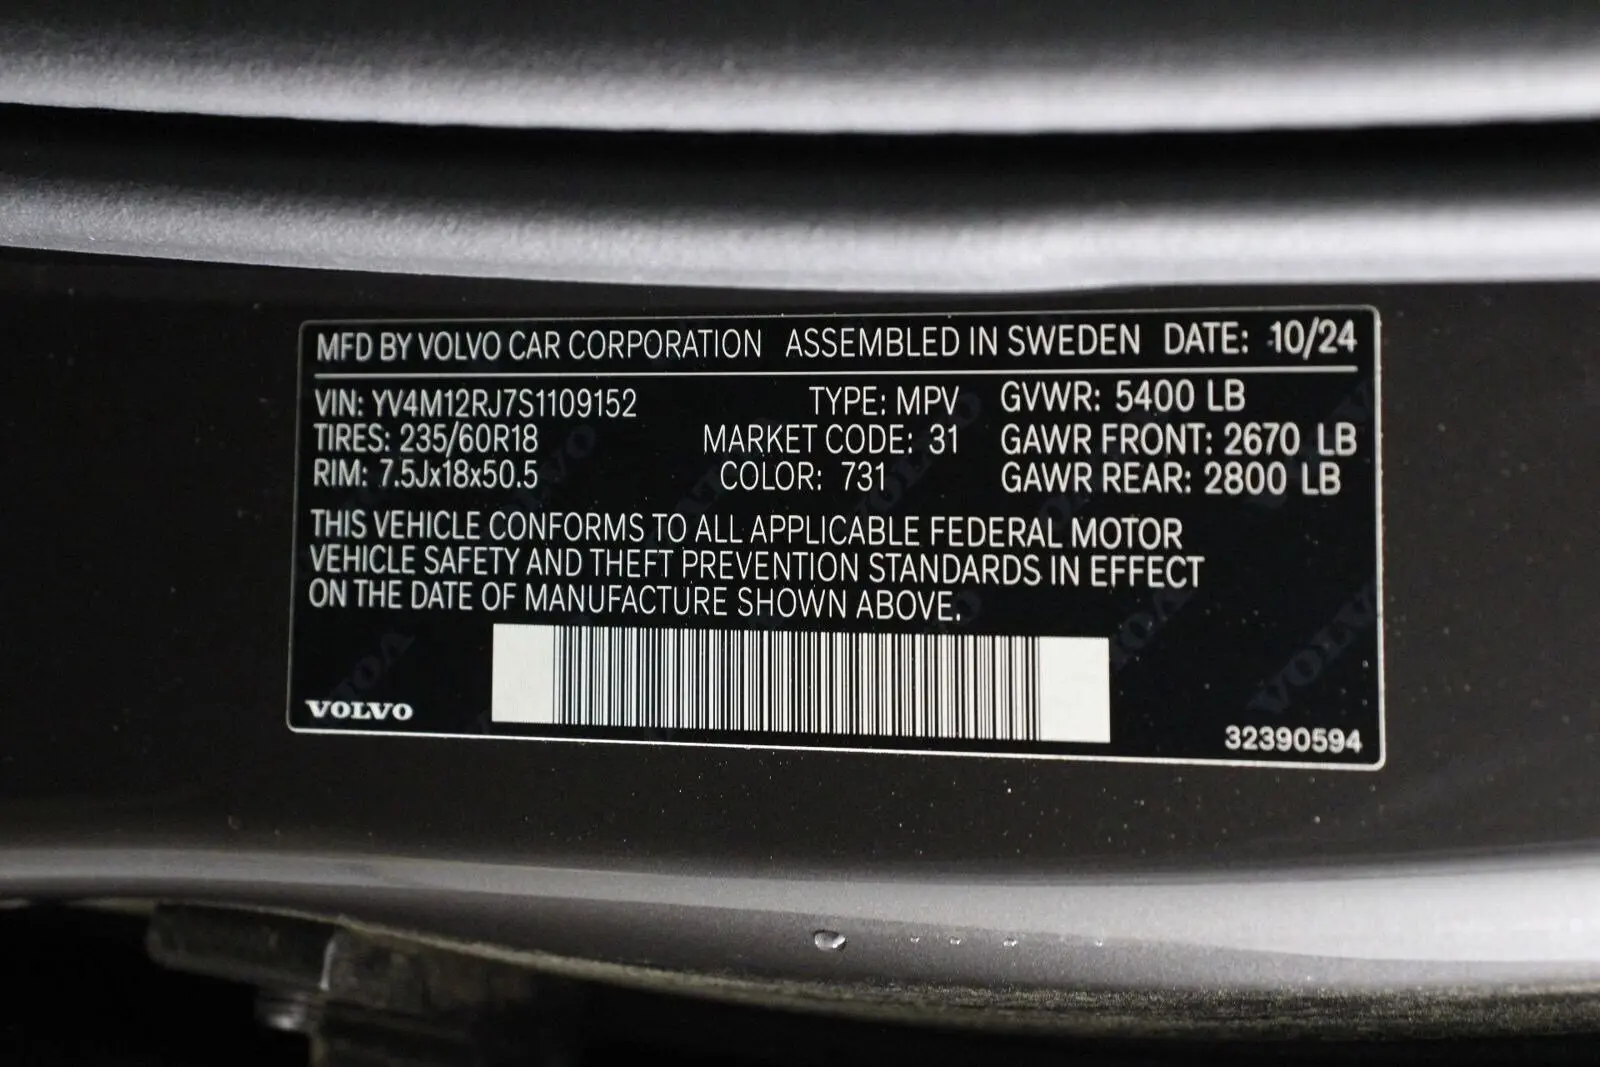 MFD BY VOLVO CAR CORPORATION ASSEMBLED IN SWEDEN DATE: 10/24
VIN: YV4M12RJ7S1109152 TYPE: MPV GVWR: 5400 LB
TIRES: 235/60R18 MARKET CODE: 31 GAWR FRONT: 2670 LB
RIM: 7.5Jx18x50.5 COLOR: 731 GAWR REAR: 2800 LB
THIS VEHICLE CONFORMS TO ALL APPLICABLE FEDERAL MOTOR
VEHICLE SAFETY AND THEFT PREVENTION STANDARDS IN EFFECT
ON THE DATE OF MANUFACTURE SHOWN ABOVE.
VOLVO
32390594